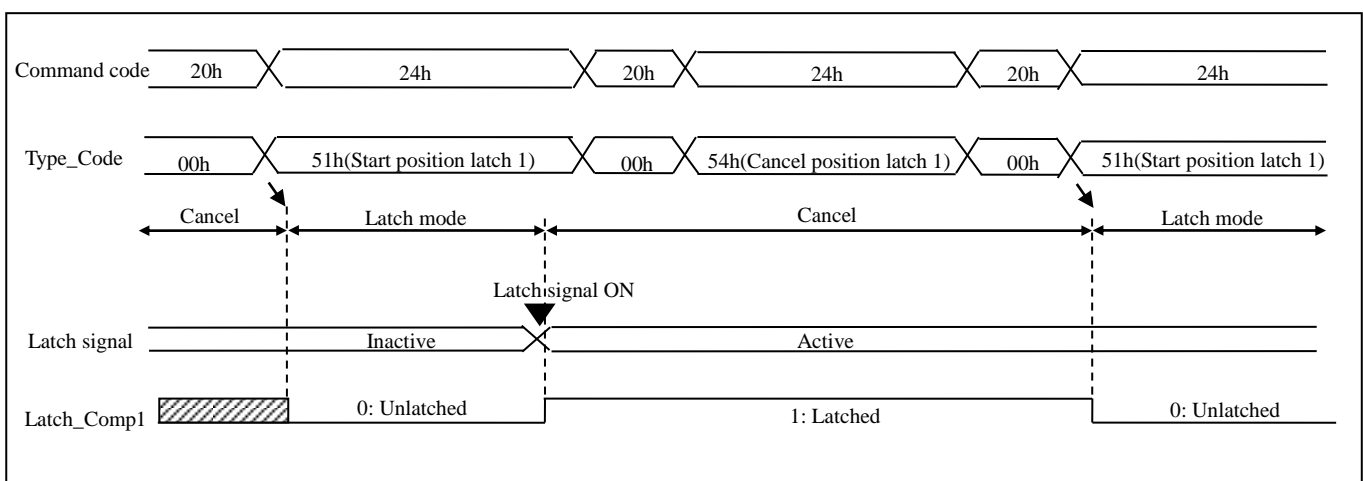 Command code 20h 24h 20h 24h 20h 24h
Type_Code 00h 51h(Start position latch 1) 00h 54h(Cancel position latch 1) 00h 51h(Start position latch 1)
Cancel Latch mode Cancel Latch mode
Latch signal ON
Latch signal Inactive Active
Latch_Comp1 0: Unlatched 1: Latched 0: Unlatched